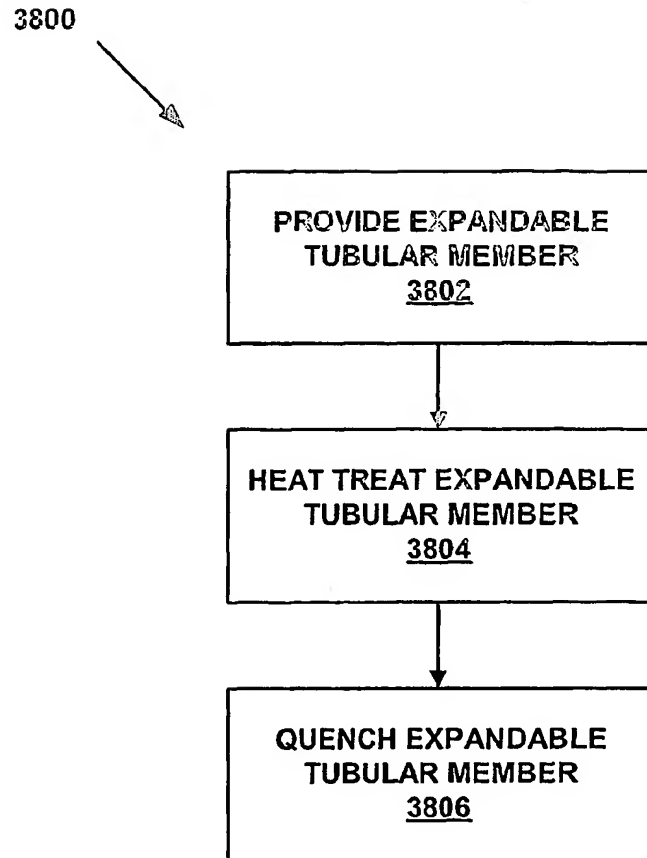 3800
PROVIDE EXPANDABLE
TUBULAR MEMBER
3802
HEAT TREAT EXPANDABLE
TUBULAR MEMBER
3804
QUENCH EXPANDABLE
TUBULAR MEMBER
3806